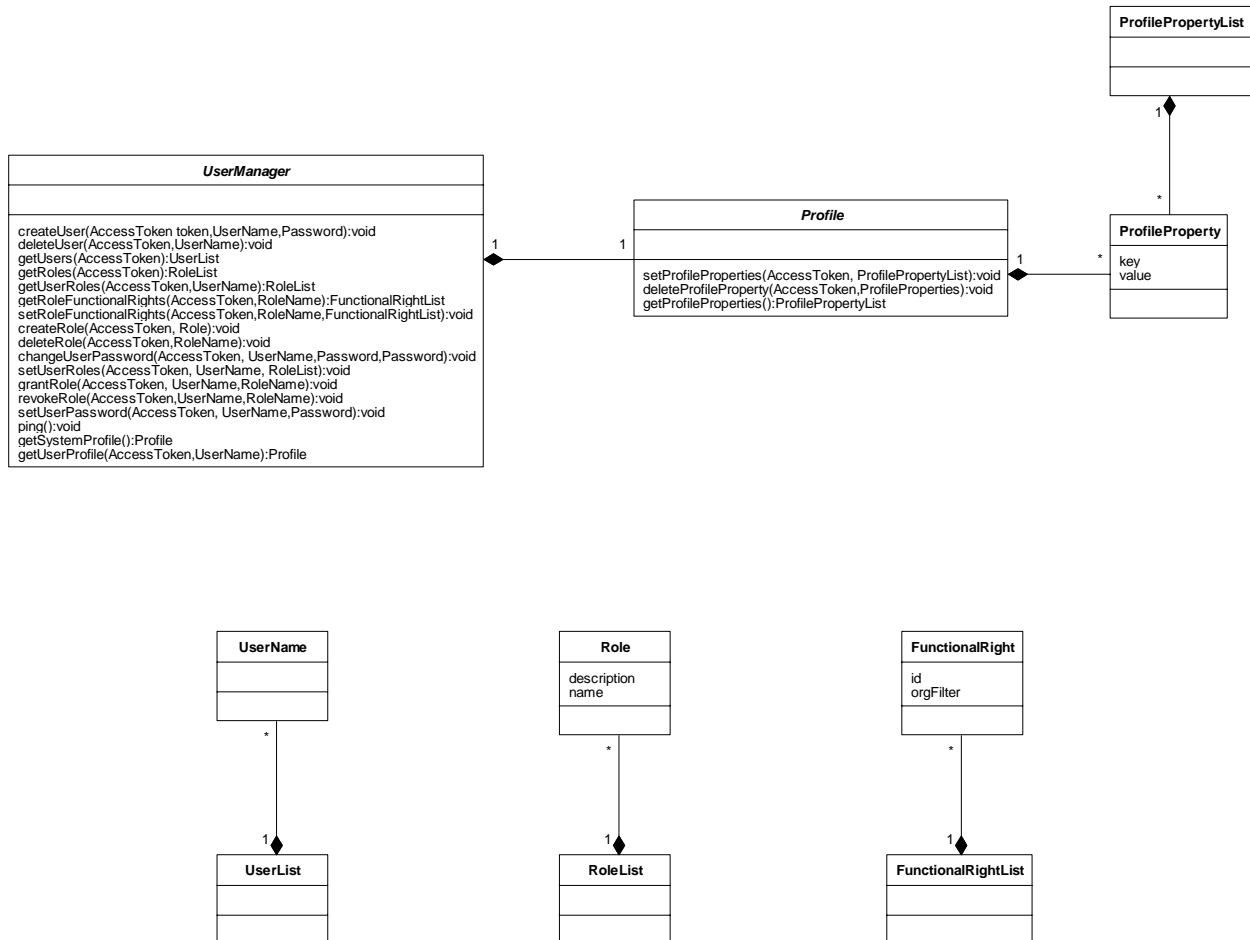 ProfilePropertyList
1
*
UserManager
createUser(AccessToken token,UserName,Password):void
deleteUser(AccessToken,UserName):void
getUsers(AccessToken):UserList
getRoles(AccessToken):RoleList
getUserRoles(AccessToken,UserName):RoleList
getRoleFunctionalRights(AccessToken,RoleName):FunctionalRightList
setRoleFunctionalRights(AccessToken,RoleName,FunctionalRightList):void
createRole(AccessToken, Role):void
deleteRole(AccessToken,RoleName):void
changeUserPassword(AccessToken, UserName,Password,Password):void
setUserRoles(AccessToken, UserName, RoleList):void
grantRole(AccessToken, UserName,RoleName):void
revokeRole(AccessToken,UserName,RoleName):void
setUserPassword(AccessToken, UserName,Password):void
ping():void
getSystemProfile():Profile
getUserProfile(AccessToken,UserName):Profile
1
1
Profile
setProfileProperties(AccessToken, ProfilePropertyList):void
deleteProfileProperty(AccessToken,ProfileProperties):void
getProfileProperties():ProfilePropertyList
1
*
ProfileProperty
key
value
UserName
*
1
UserList
Role
description
name
*
1
RoleList
FunctionalRight
id
orgFilter
*
1
FunctionalRightList